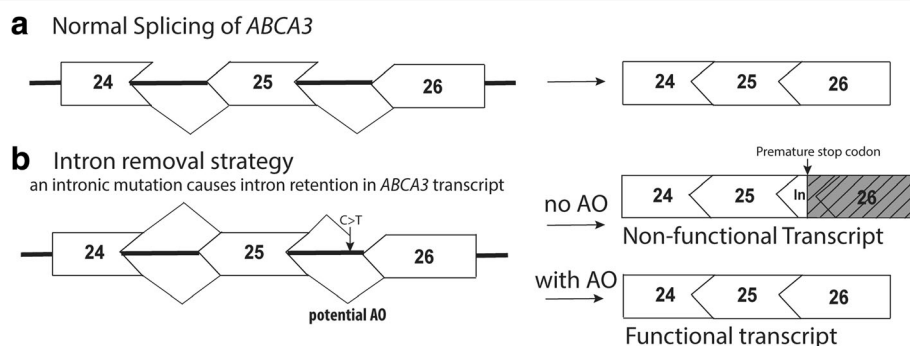 a Normal Splicing of ABCA3
24 25 26 24 25 26
b Intron removal strategy
an intronic mutation causes intron retention in ABCA3 transcript
Premature stop codon
C>T
no AO
24 25 In 26
24 25 26
Non-functional Transcript
with AO
24 25 26
potential AO
Functional transcript